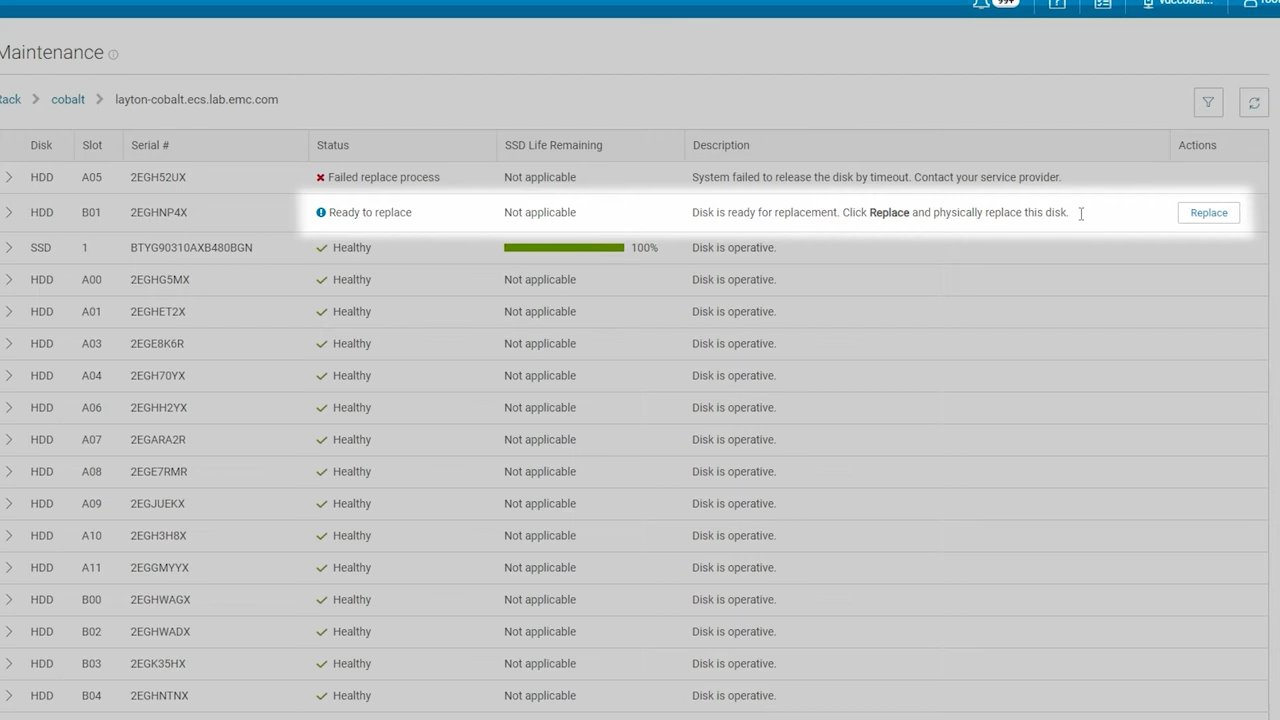 99+
Maintenance
cobalt layton-cobalt.ecs.lab.emc.com
Disk Slot Serial # Status SSD Life Remaining Description Actions
HDD A05 2EGH52UX Failed replace process Not applicable System failed to release the disk by timeout. Contact your service provider.
HDD B01 2EGHNP4X Ready to replace Not applicable Disk is ready for replacement. Click Replace and physically replace this disk. Replace
SSD 1 BTYG90310AXB480BGN Healthy 100% Disk is operative.
HDD A00 2EGHG5MX Healthy Not applicable Disk is operative.
HDD A01 2EGHET2X Healthy Not applicable Disk is operative.
HDD A03 2EGE8K6R Healthy Not applicable Disk is operative.
HDD A04 2EGH70YX Healthy Not applicable Disk is operative.
HDD A06 2EGHH2YX Healthy Not applicable Disk is operative.
HDD A07 2EGARA2R Healthy Not applicable Disk is operative.
HDD A08 2EGE7RMR Healthy Not applicable Disk is operative.
HDD A09 2EGJUEKX Healthy Not applicable Disk is operative.
HDD A10 2EGH3H8X Healthy Not applicable Disk is operative.
HDD A11 2EGGMYYX Healthy Not applicable Disk is operative.
HDD B00 2EGHWAGX Healthy Not applicable Disk is operative.
HDD B02 2EGHWADX Healthy Not applicable Disk is operative.
HDD B03 2EGK35HX Healthy Not applicable Disk is operative.
HDD B04 2EGHNTNX Healthy Not applicable Disk is operative.